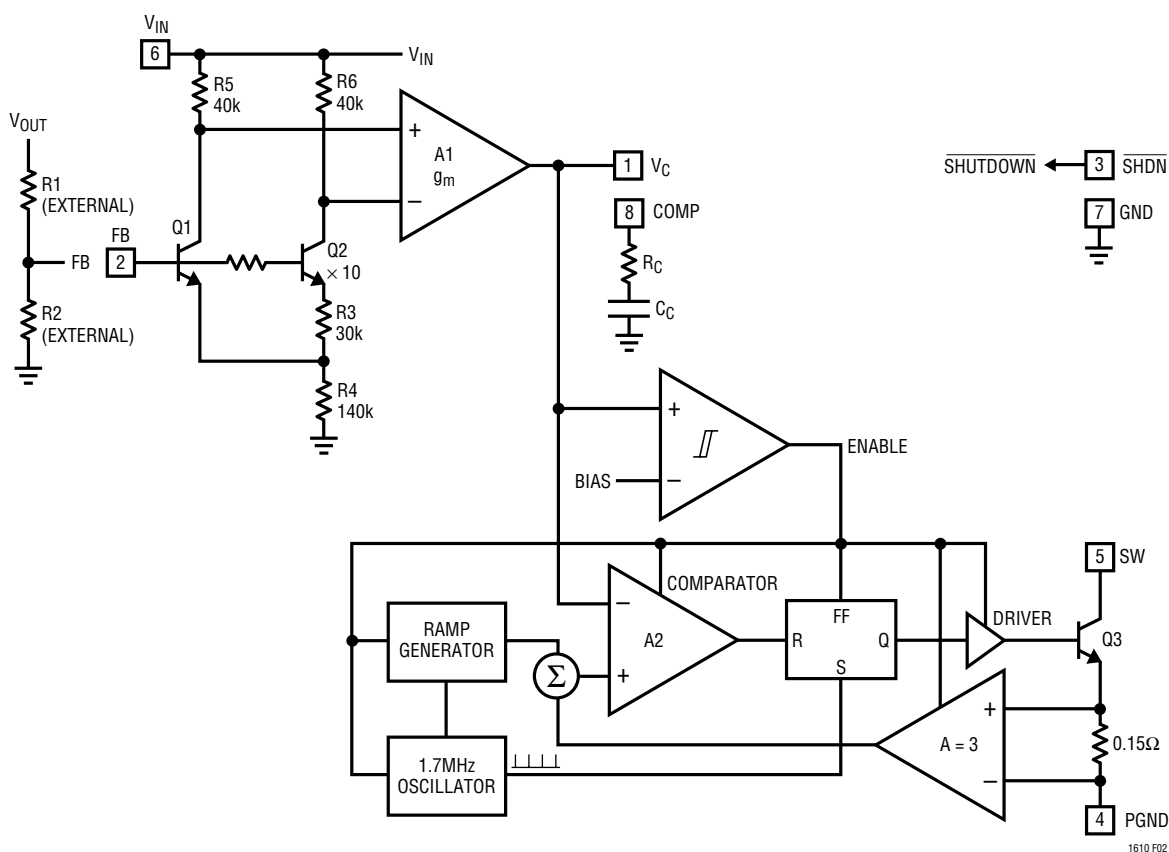 VIN
6
VIN
R5
40k
R6
40k
VOUT
R1
(EXTERNAL)
FB
R2
(EXTERNAL)
FB
2
Q1
Q2
× 10
R3
30k
R4
140k
+
−
A1
gm
1
VC
8
COMP
RC
CC
SHUTDOWN
3
SHDN
7
GND
+
−
BIAS
ENABLE
COMPARATOR
−
+
A2
RAMP
GENERATOR
Σ
1.7MHz
OSCILLATOR
FF
R
Q
S
DRIVER
5
SW
Q3
+
−
A = 3
0.15Ω
4
PGND
1610 F02